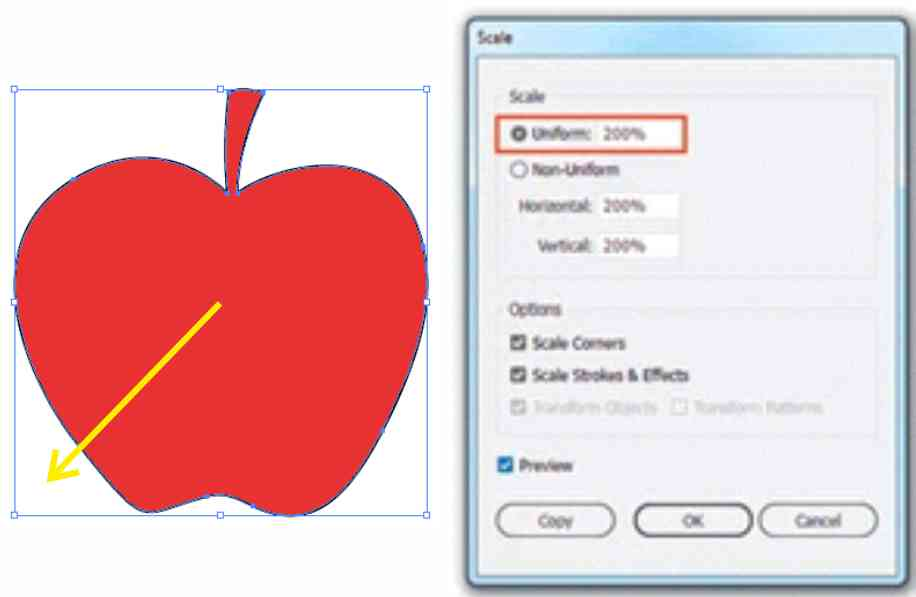 Scale
Scale
Uniform: 200%
Non-Uniform
Horizontal: 200%
Vertical: 200%
Options
Scale Corners
Scale Strokes & Effects
Transform Objects Transform Patterns
Preview
Copy OK Cancel